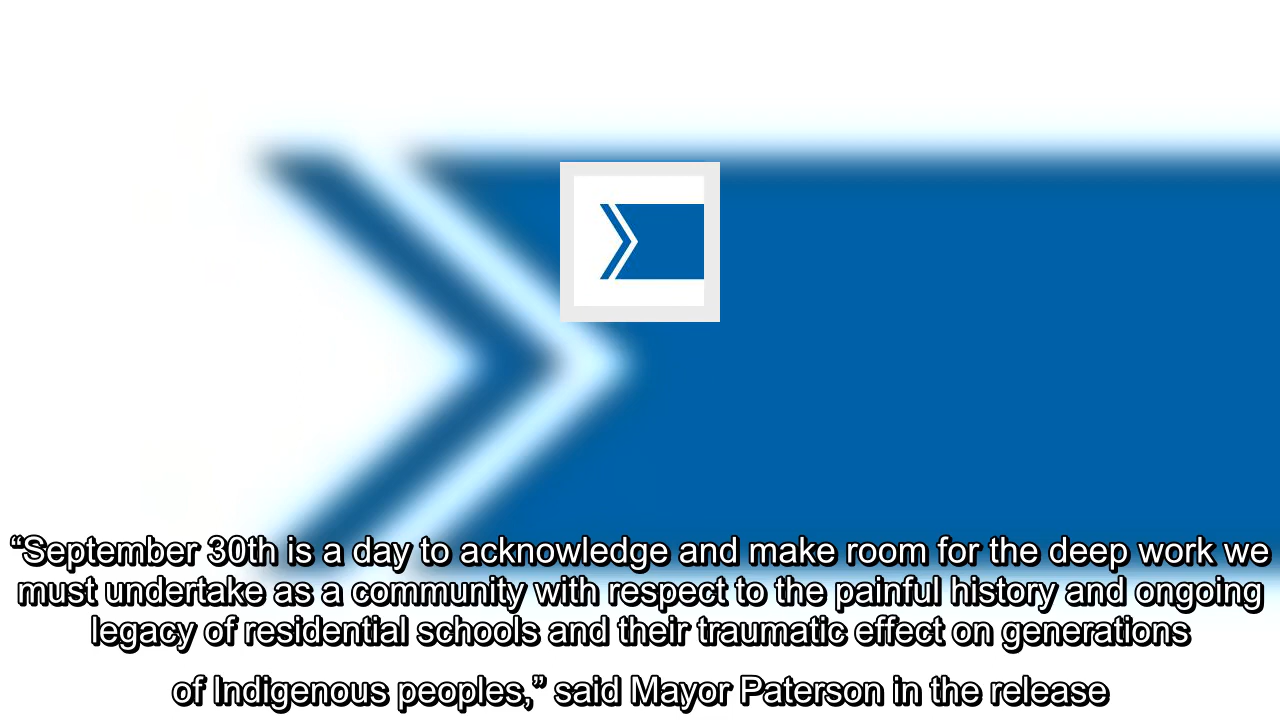 “September 30th is a day to acknowledge and make room for the deep work we
must undertake as a community with respect to the painful history and ongoing
legacy of residential schools and their traumatic effect on generations
of Indigenous peoples,” said Mayor Paterson in the release